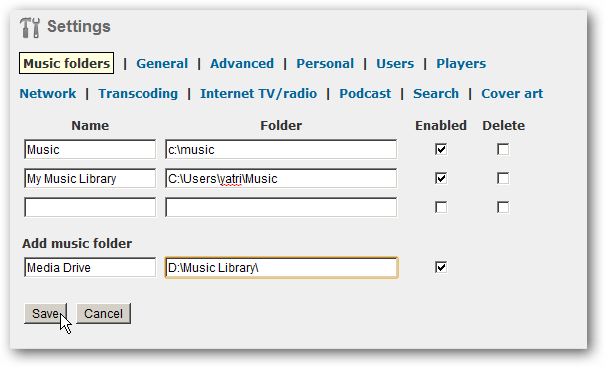 Settings
Music folders | General | Advanced | Personal | Users | Players
Network | Transcoding | Internet TV/radio | Podcast | Search | Cover art
Name Folder Enabled Delete
Music c:\music
My Music Library C:\Users\yatri\Music
Add music folder
Media Drive D:\Music Library\
Save Cancel